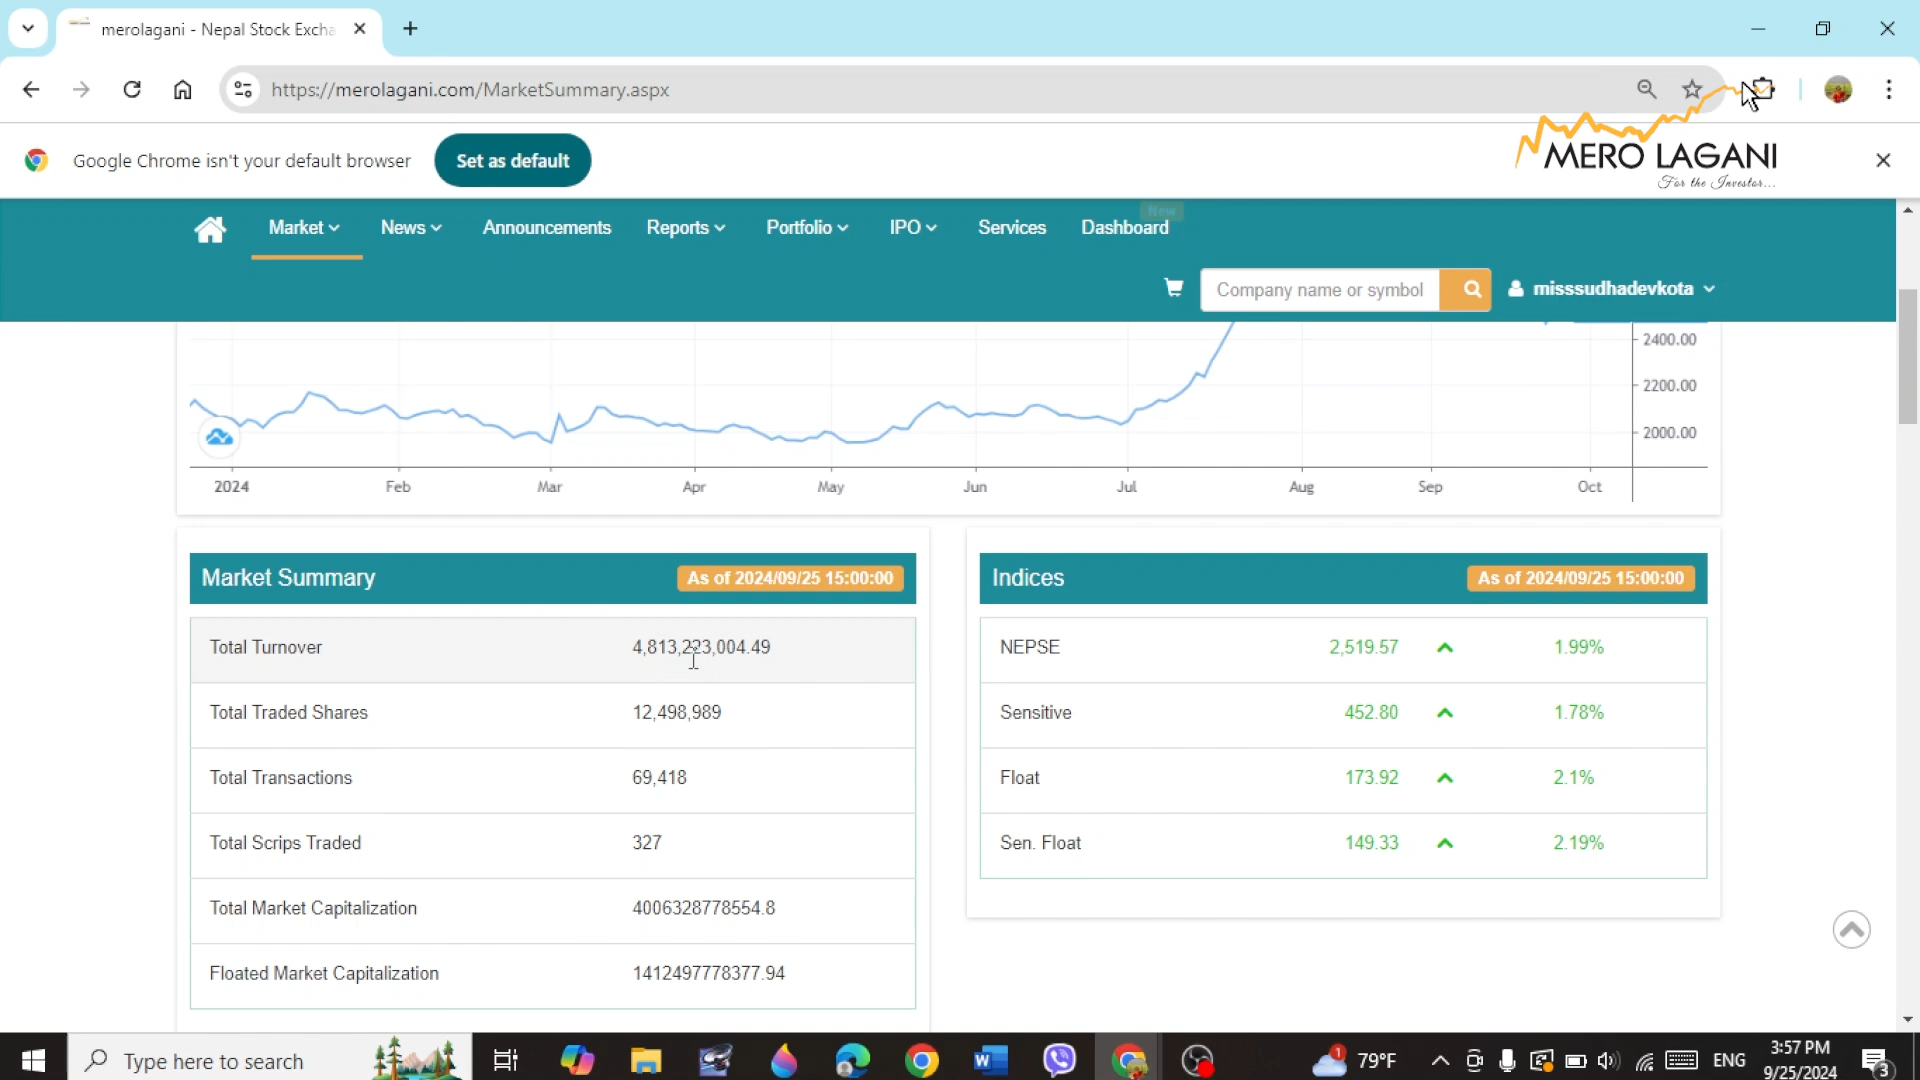 merolagani - Nepal Stock Excha
https://merolagani.com/MarketSummary.aspx
Google Chrome isn't your default browser
Set as default
MERO LAGANI
For the Investor...
New
Market
News
Announcements
Reports
Portfolio
IPO
Services
Dashboard
Company name or symbol
misssudhadevkota
2400.00
2200.00
2000.00
2024 Feb Mar Apr May Jun Jul Aug Sep Oct
Market Summary As of 2024/09/25 15:00:00
Total Turnover 4,813,223,004.49
Total Traded Shares 12,498,989
Total Transactions 69,418
Total Scrips Traded 327
Total Market Capitalization 4006328778554.8
Floated Market Capitalization 1412497778377.94
Indices As of 2024/09/25 15:00:00
NEPSE 2,519.57 1.99%
Sensitive 452.80 1.78%
Float 173.92 2.1%
Sen. Float 149.33 2.19%
Type here to search
1
79°F
ENG
3:57 PM
9/25/2024
3